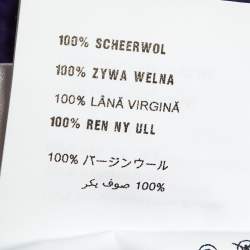 100% SCHEERWOL
100% ZYWA WELNA
100% LÂNĂ VIRGINĂ
100% REN NY ULL
100% バージンウール
100% صوف بكر